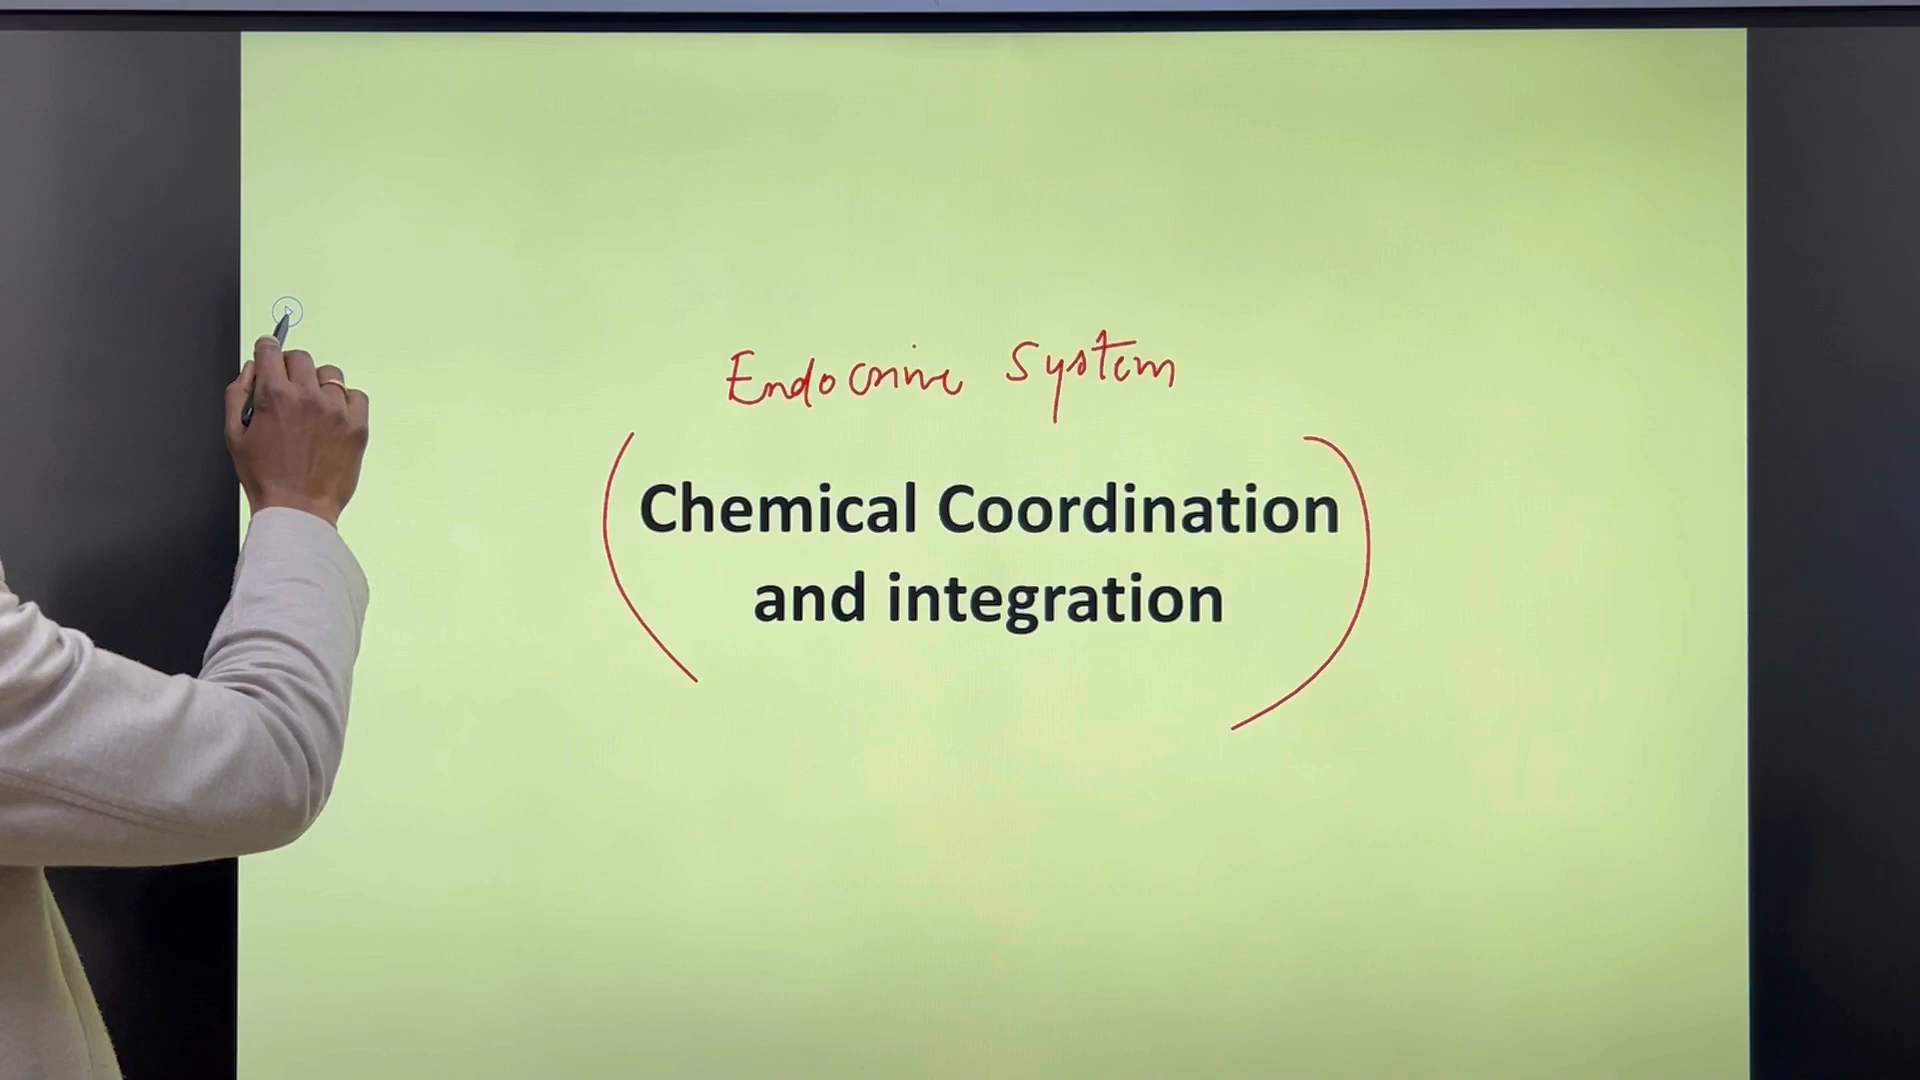 Endocrine System
Chemical Coordination
and integration